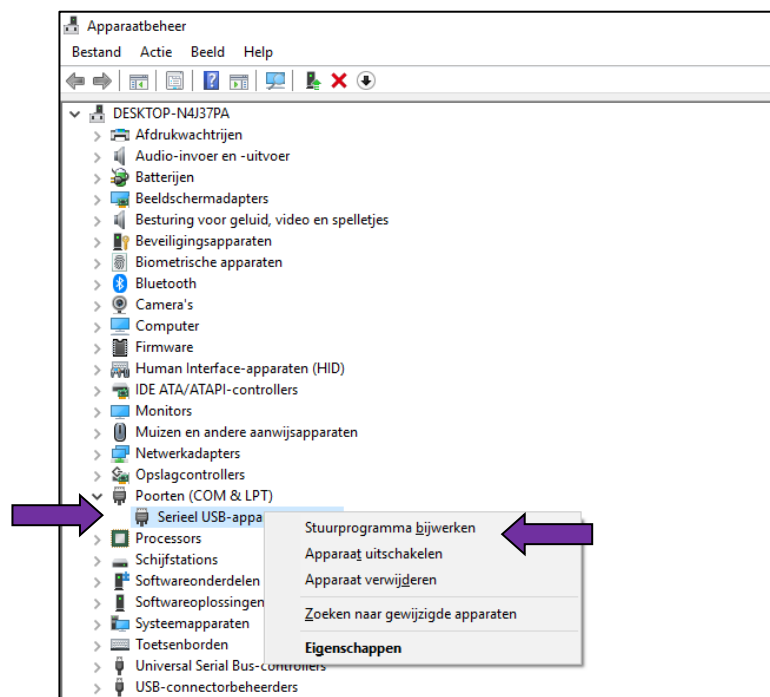 Apparaatbeheer
Bestand Actie Beeld Help
DESKTOP-N4J37PA
Afdrukwachtrijen
Audio-invoer en -uitvoer
Batterijen
Beeldschermadapters
Besturing voor geluid, video en spelletjes
Beveiligingsapparaten
Biometrische apparaten
Bluetooth
Camera's
Computer
Firmware
Human Interface-apparaten (HID)
IDE ATA/ATAPI-controllers
Monitors
Muizen en andere aanwijsapparaten
Netwerkadapters
Opslagcontrollers
Poorten (COM & LPT)
Serieel USB-appa
Processors
Schijfstations
Softwareonderdelen
Softwareoplossingen
Systeemapparaten
Toetsenborden
Universal Serial Bus-controllers
USB-connectorbeheerders
Stuurprogramma bijwerken
Apparaat uitschakelen
Apparaat verwijderen
Zoeken naar gewijzigde apparaten
Eigenschappen